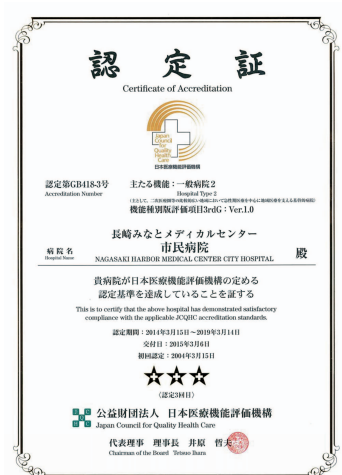 認定証
Certificate of Accreditation
Japan
Council
for
Quality
Health
Care
日本医療機能評価機構
認定第GB418-3号
Accreditation Number
主たる機能：一般病院2
Hospital Type 2
機能種別版評価項目3rdG：Ver.1.0
病院名
Hospital Name
長崎みなとメディカルセンター
市民病院
NAGASAKI HARBOR MEDICAL CENTER CITY HOSPITAL
殿
貴病院が日本医療機能評価機構の定める
認定基準を達成していることを証する
This is to certify that the above hospital has demonstrated satisfactory
compliance with the applicable JCQHC accreditation standards.
認定期間：2014年3月15日～2019年3月14日
交付日：2015年3月6日
初回認定：2004年3月15日
（認定3回目）
公益財団法人 日本医療機能評価機構
Japan Council for Quality Health Care
代表理事 理事長 井原 哲夫
Chairman of the Board Tetsuo Ihara